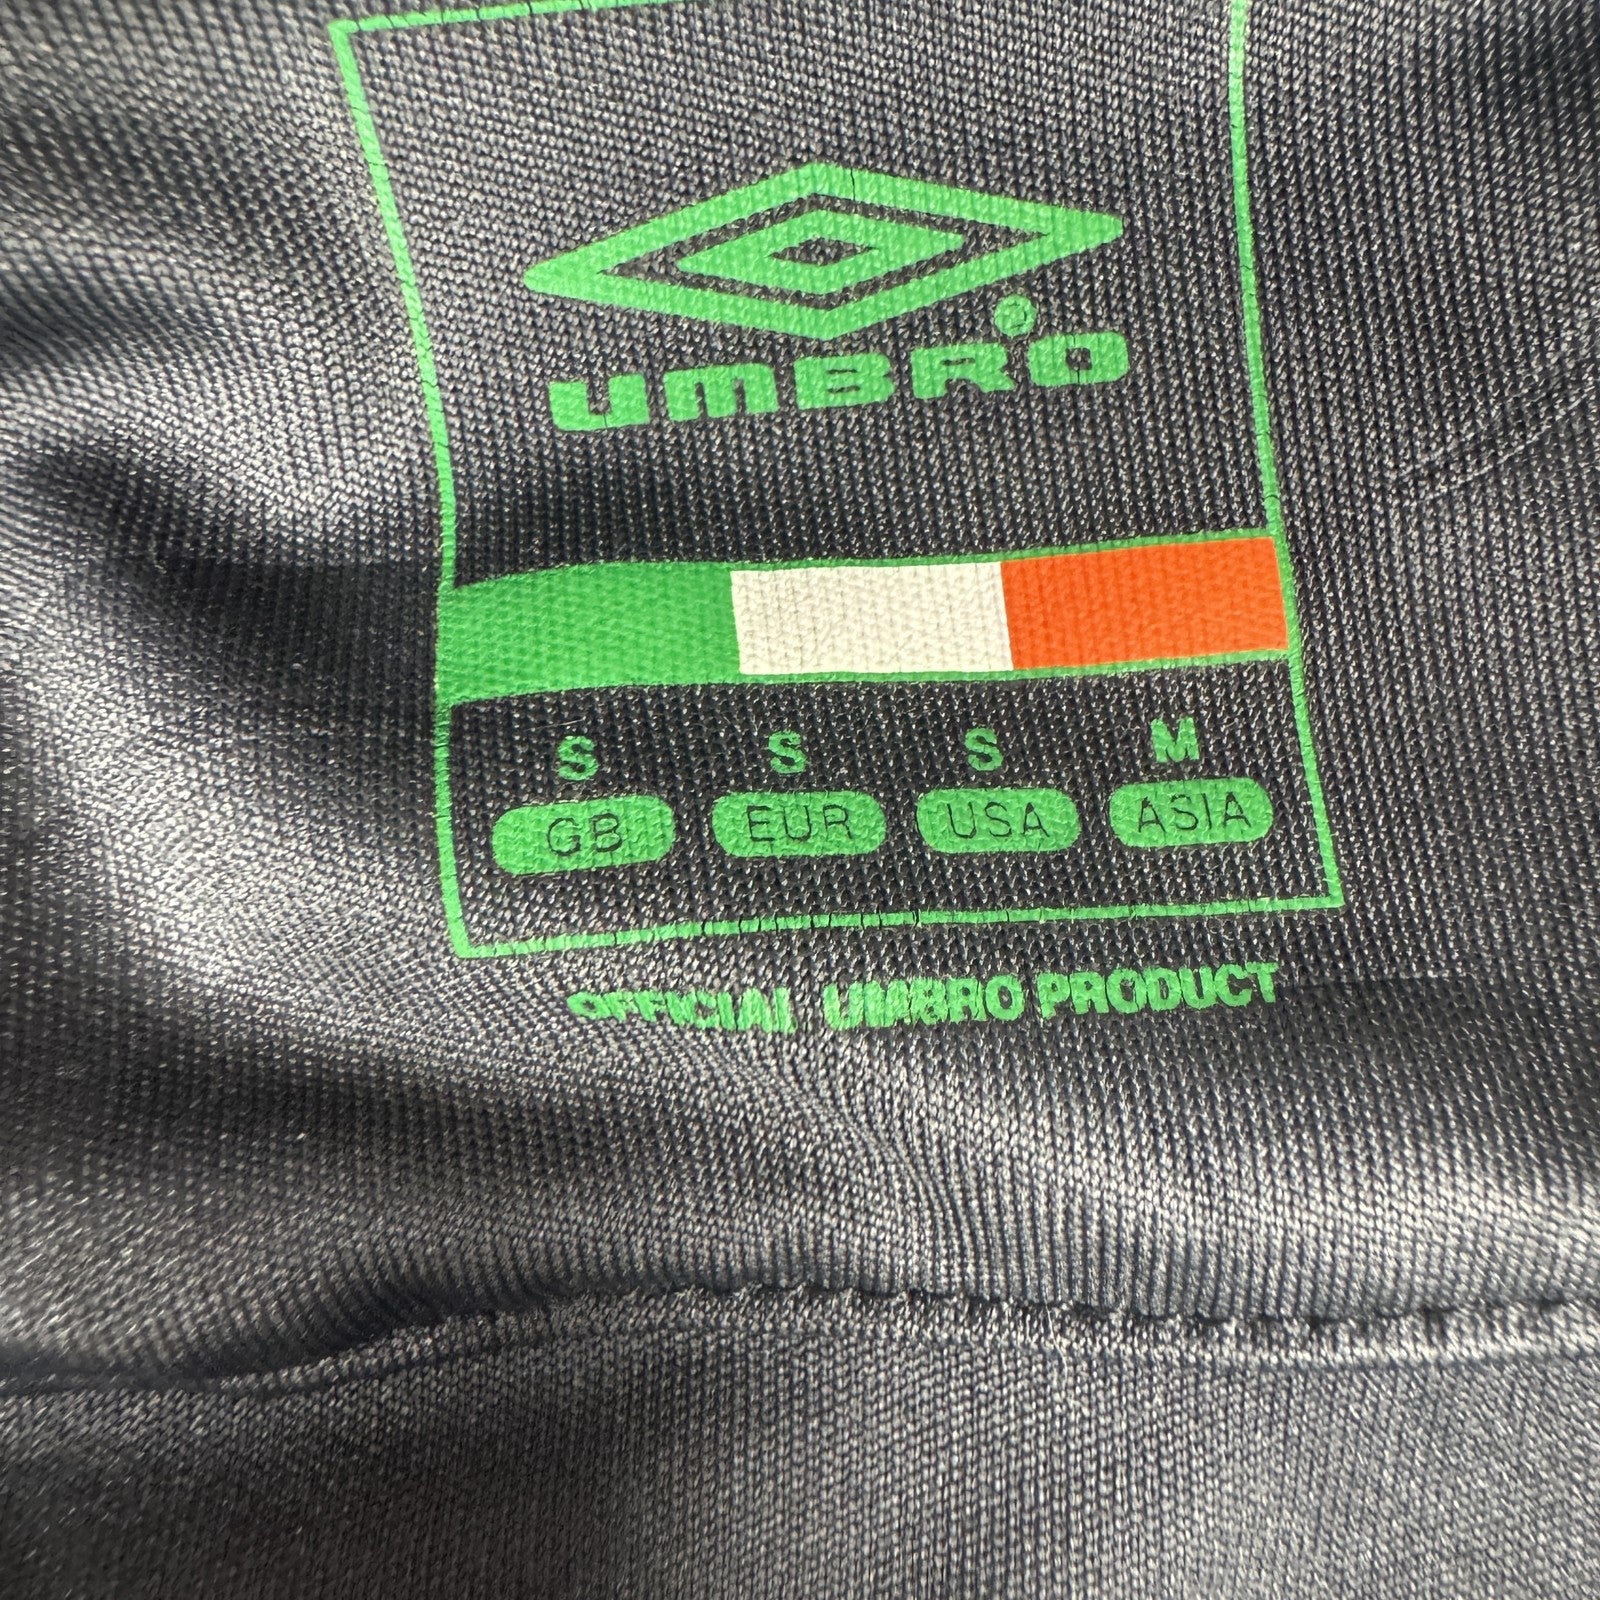 UMBRO
S S S M
GB EUR USA ASIA
OFFICIAL UMBRO PRODUCT